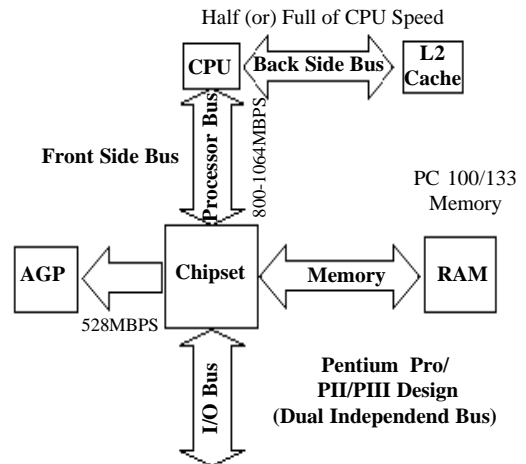 Half (or) Full of CPU Speed
CPU
Back Side Bus
L2
Cache
Front Side Bus
Processor Bus
800-1064MBPS
PC 100/133
Memory
AGP
Chipset
Memory
RAM
528MBPS
I/O Bus
Pentium Pro/
PII/PIII Design
(Dual Independend Bus)